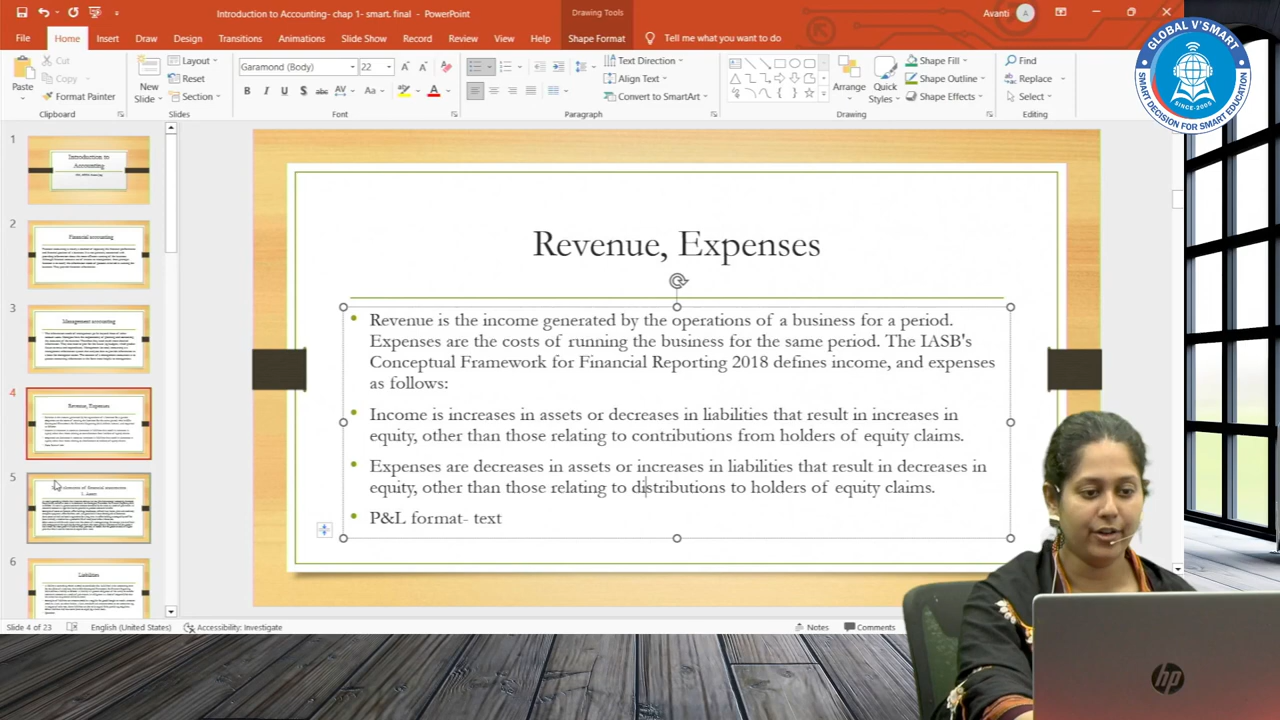 Introduction to Accounting- chap 1- smart. final - PowerPoint
Drawing Tools
Avanti
A
File
Home
Insert
Draw
Design
Transitions
Animations
Slide Show
Record
Review
View
Help
Shape Format
Tell me what you want to do
Paste
Cut
Copy
Format Painter
Clipboard
New
Slide
Layout
Reset
Section
Slides
Garamond (Body)
22
B
I
U
S
abc
AV
Aa
A
Font
Text Direction
Align Text
Convert to SmartArt
Paragraph
Arrange
Quick
Styles
Shape Fill
Shape Outline
Shape Effects
Drawing
Find
Replace
Select
Editing
GLOBAL V'SMART
SINCE-2005
SMART DECISION FOR SMART EDUCATION
1
Introduction to
Accounting
2
Financial accounting
3
Management accounting
4
Revenue, Expenses
5
6
Liabilities
Revenue, Expenses
• Revenue is the income generated by the operation of a business for a period.
Expenses are the costs of running the business for the same period. The IASB's
Conceptual Framework for Financial Reporting 2018 defines income, and expenses
as follows:
• Income is increases in assets or decreases in liabilities that result in increases in
equity, other than those relating to contributions from holders of equity claims.
• Expenses are decreases in assets or increases in liabilities that result in decreases in
equity, other than those relating to distributions to holders of equity claims.
• P&L format- text
Slide 4 of 23
English (United States)
Accessibility: Investigate
Notes
Comments
hp